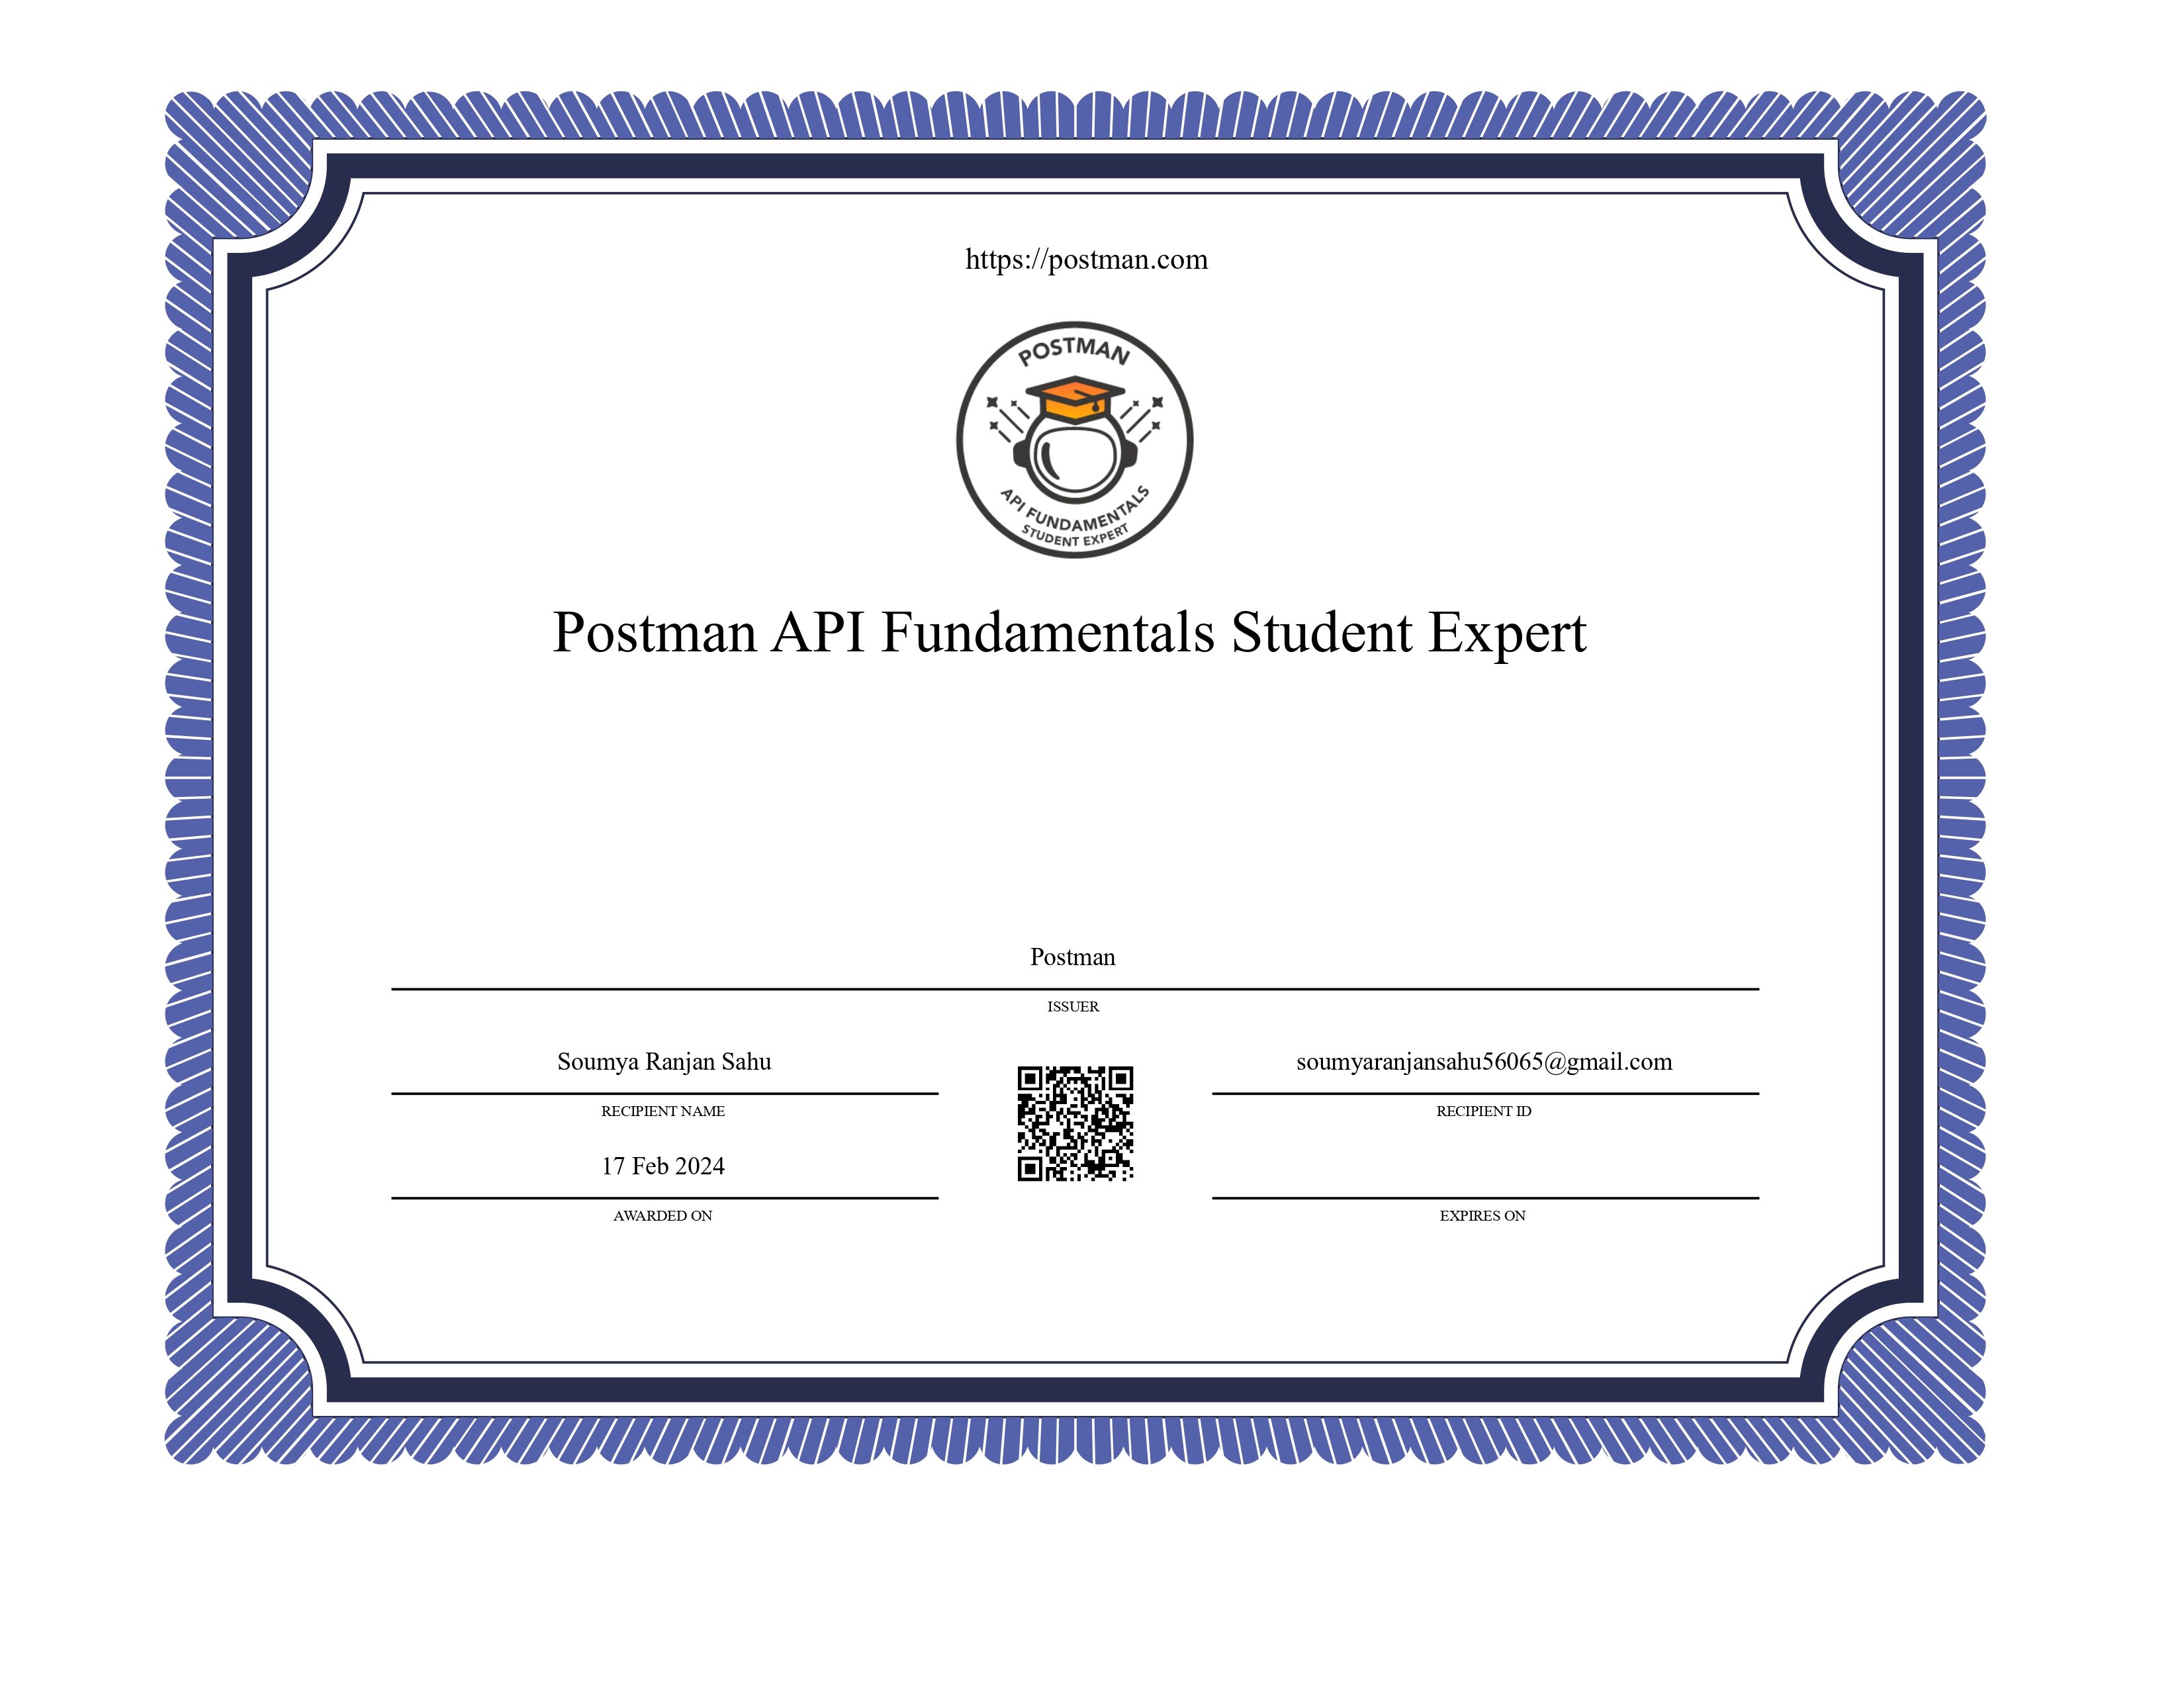 https://postman.com
POSTMAN
API FUNDAMENTALS
STUDENT EXPERT
Postman API Fundamentals Student Expert
Postman
ISSUER
Soumya Ranjan Sahu
RECIPIENT NAME
soumyaranjansahu56065@gmail.com
RECIPIENT ID
17 Feb 2024
AWARDED ON
EXPIRES ON